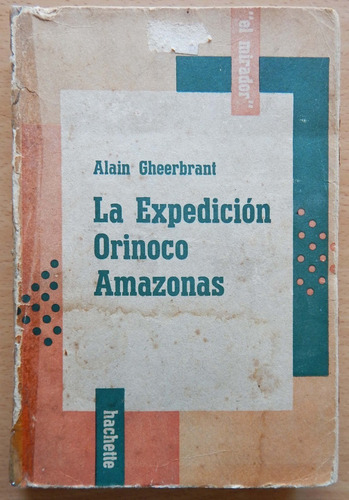 "el mirador"
Alain Gheerbrant
La Expedición
Orinoco
Amazonas
hachette